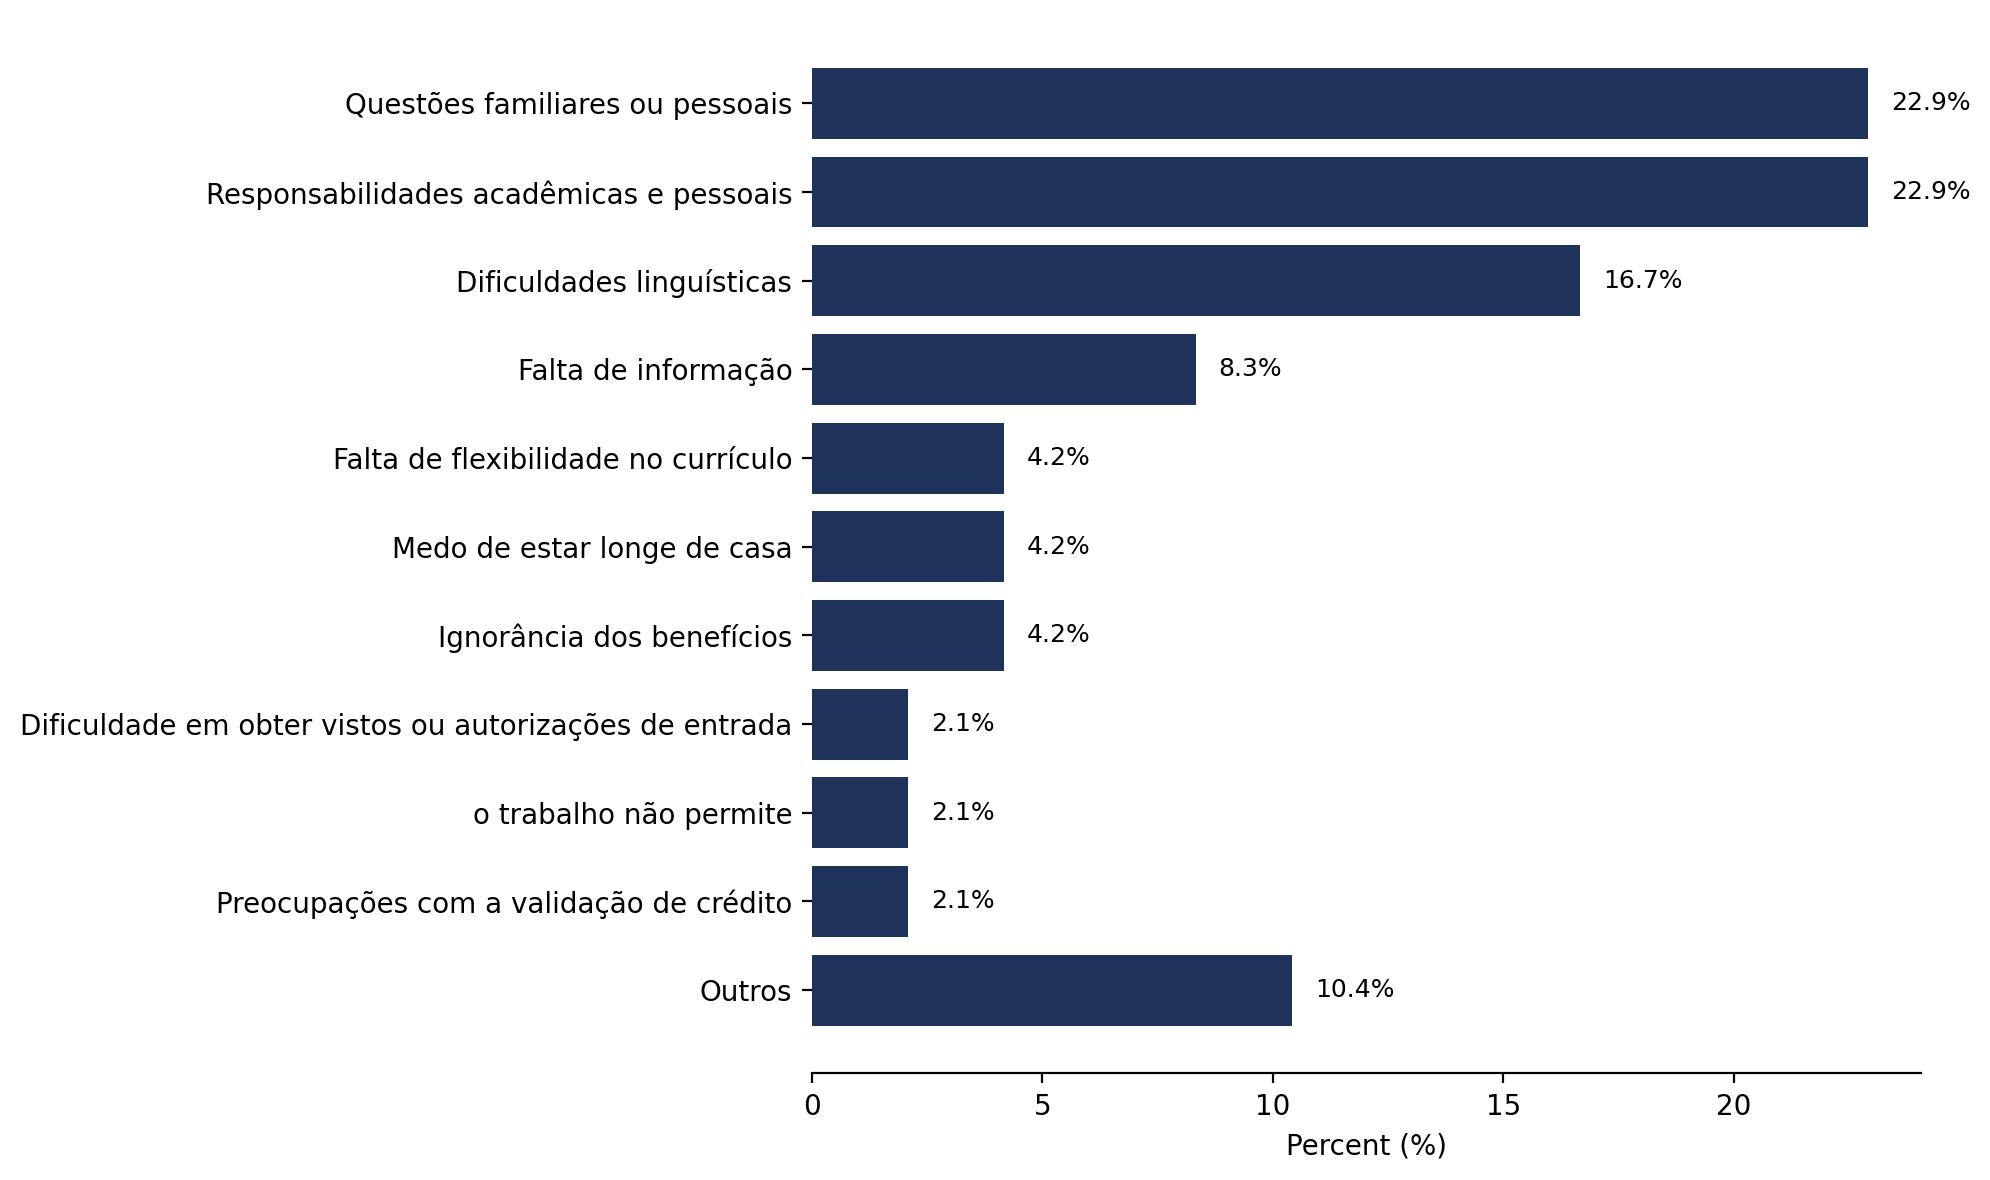 Questões familiares ou pessoais 22.9%
Responsabilidades acadêmicas e pessoais 22.9%
Dificuldades linguísticas 16.7%
Falta de informação 8.3%
Falta de flexibilidade no currículo 4.2%
Medo de estar longe de casa 4.2%
Ignorância dos benefícios 4.2%
Dificuldade em obter vistos ou autorizações de entrada 2.1%
o trabalho não permite 2.1%
Preocupações com a validação de crédito 2.1%
Outros 10.4%
0 5 10 15 20
Percent (%)